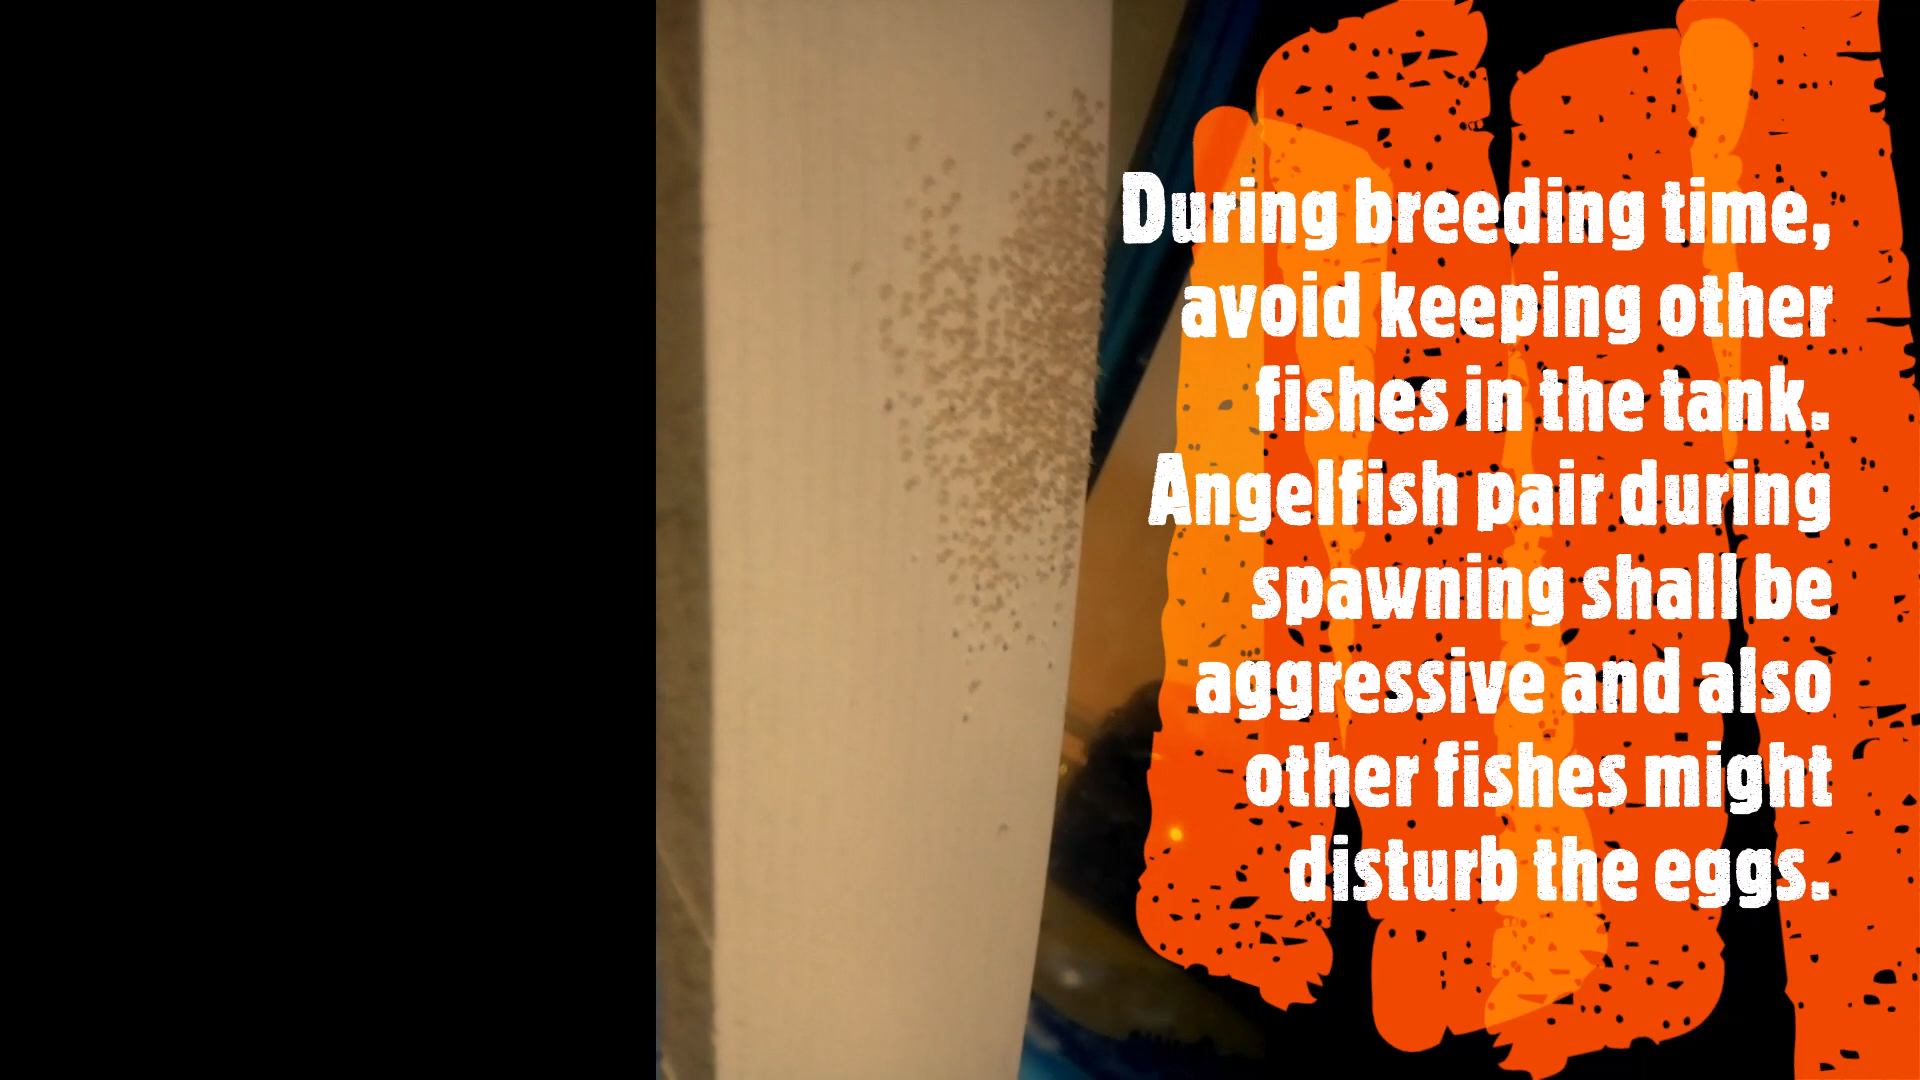 During breeding time,
avoid keeping other
fishes in the tank.
Angelfish pair during
spawning shall be
aggressive and also
other fishes might
disturb the eggs.